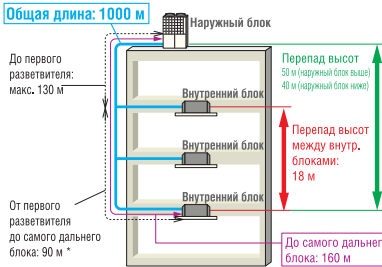 Общая длина: 1000 м
Наружный блок
До первого
разветвителя:
макс. 130 м
Перепад высот
50 м (наружный блок выше)
40 м (наружный блок ниже)
Внутренний блок
Перепад высот
между внутр.
блоками:
18 м
Внутренний блок
От первого
разветвителя
до самого дальнего
блока: 90 м *
Внутренний блок
До самого дальнег
блока: 160 м